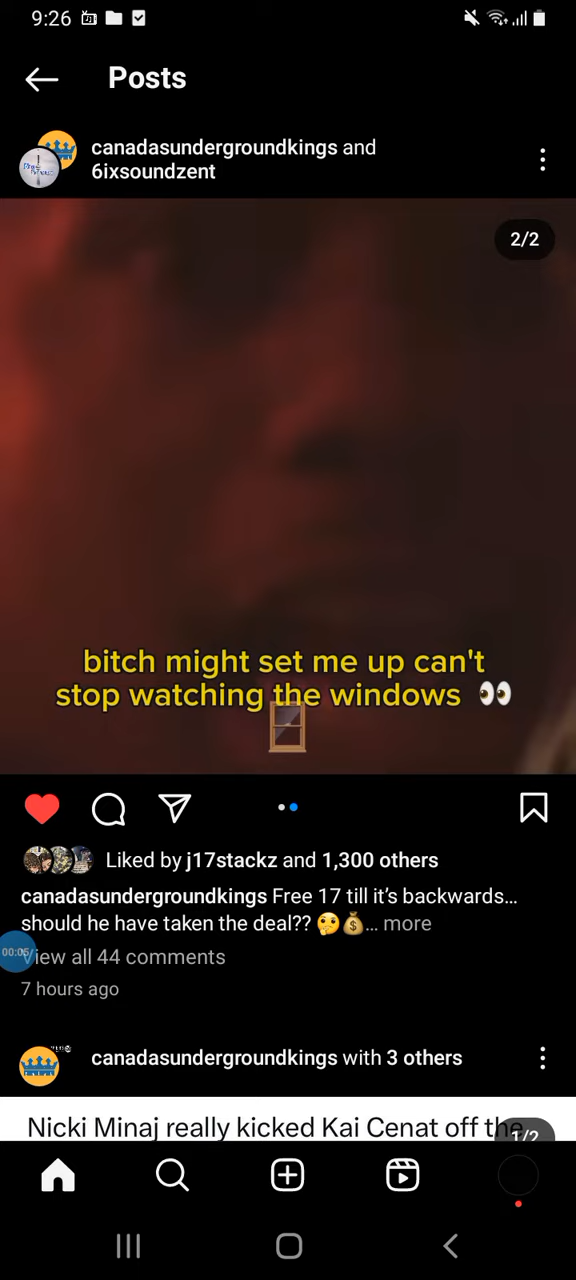 9:26
Posts
canadasundergroundkings and
6ixsoundzent
2/2
bitch might set me up can't
stop watching the windows 👀
🪟
Liked by j17stackz and 1,300 others
canadasundergroundkings Free 17 till it's backwards...
should he have taken the deal?? 🤔💰... more
00:05
View all 44 comments
7 hours ago
canadasundergroundkings with 3 others
Nicki Minaj really kicked Kai Cenat off the
1/2